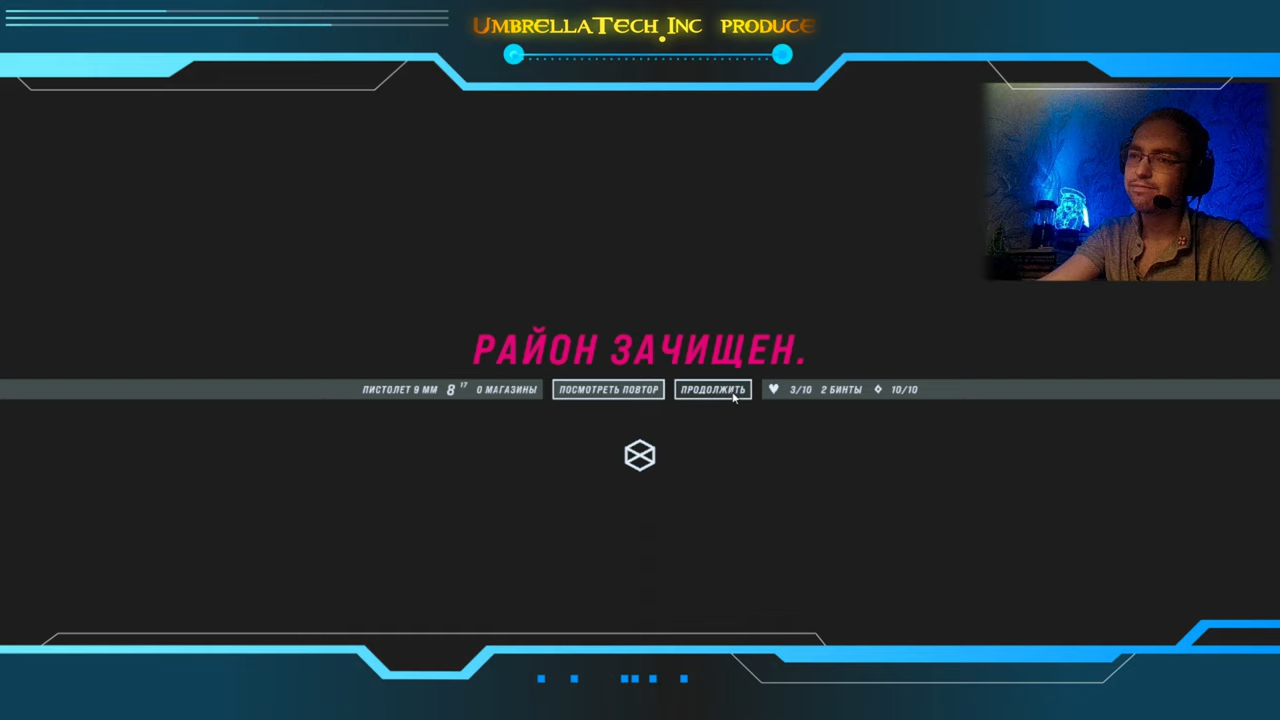 UmbrellaTech.Inc produce
РАЙОН ЗАЧИЩЕН.
ПИСТОЛЕТ 9 ММ 8 17 0 МАГАЗИНЫ ПОСМОТРЕТЬ ПОВТОР ПРОДОЛЖИТЬ 3/10 2 БИНТЫ 10/10